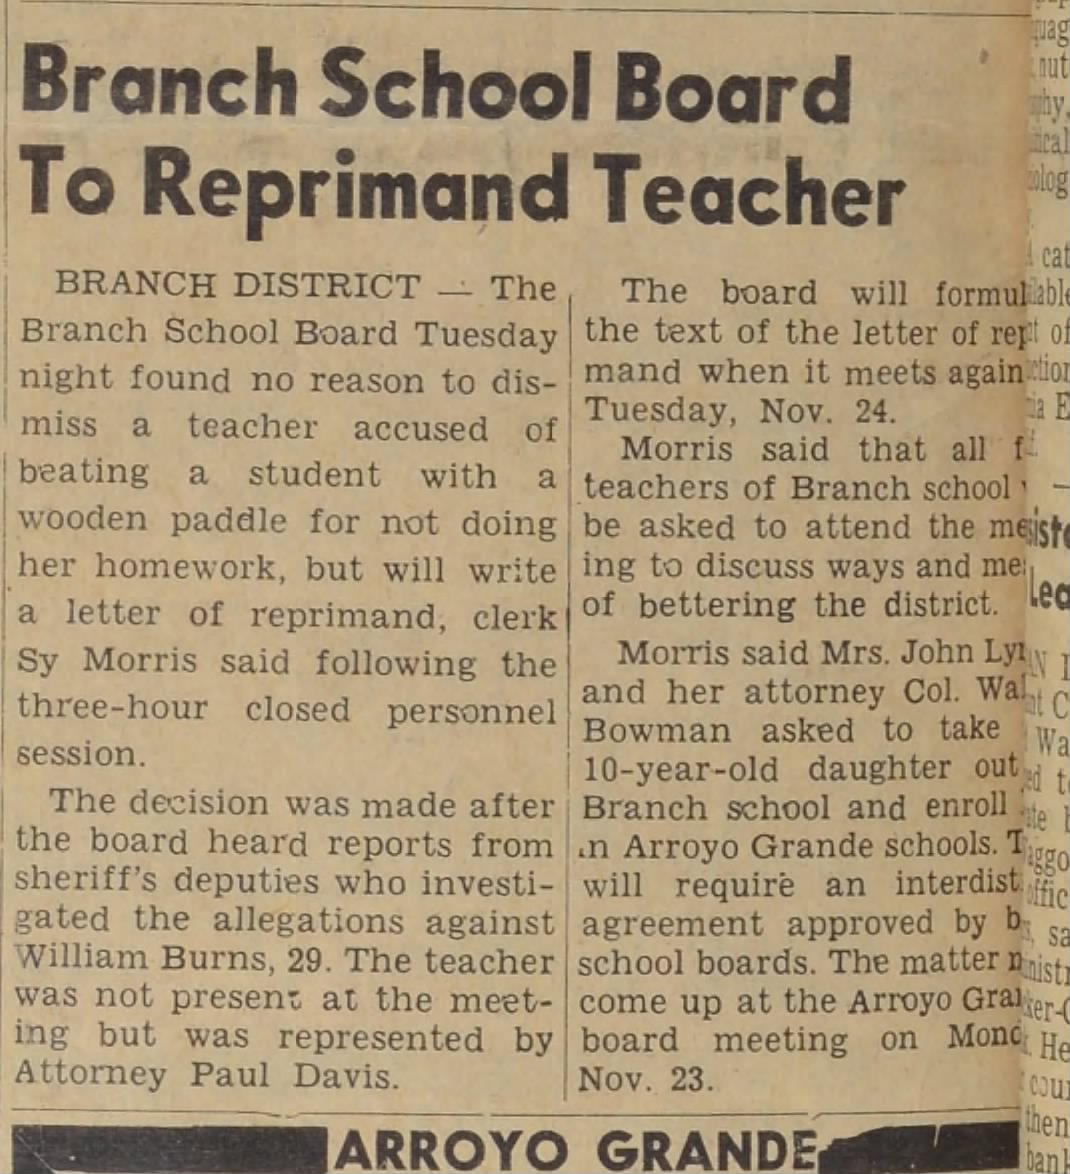 Branch School Board
To Reprimand Teacher
BRANCH DISTRICT — The
Branch School Board Tuesday
night found no reason to dis-
miss a teacher accused of
beating a student with a
wooden paddle for not doing
her homework, but will write
a letter of reprimand, clerk
Sy Morris said following the
three-hour closed personnel
session.
The decision was made after
the board heard reports from
sheriff's deputies who investi-
gated the allegations against
William Burns, 29. The teacher
was not present at the meet-
ing but was represented by
Attorney Paul Davis.
The board will formul
the text of the letter of rep
mand when it meets again
Tuesday, Nov. 24.
Morris said that all f
teachers of Branch school
be asked to attend the me
ing to discuss ways and me
of bettering the district.
Morris said Mrs. John Ly
and her attorney Col. Wal
Bowman asked to take
10-year-old daughter out
Branch school and enroll
in Arroyo Grande schools. T
will require an interdist
agreement approved by b
school boards. The matter
come up at the Arroyo Gra
board meeting on Mond
Nov. 23.
ARROYO GRANDE